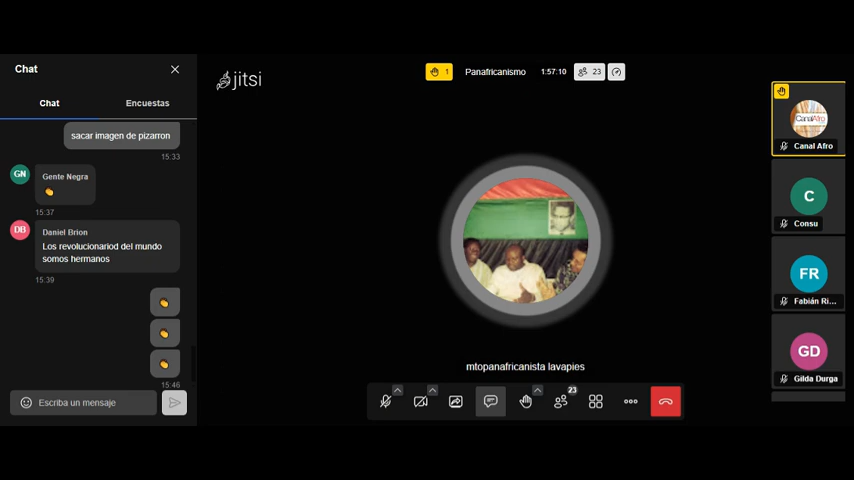 Chat
Chat
Encuestas
sacar imagen de pizarron
15:33
GN
Gente Negra
15:37
DB
Daniel Brion
Los revolucionariod del mundo
somos hermanos
15:39
15:46
Escriba un mensaje
jitsi
1
Panafricanismo
1:57:10
23
mtopanafricanista lavapies
23
CanalAfro
Canal Afro
C
Consu
FR
Fabián Ri...
GD
Gilda Durga